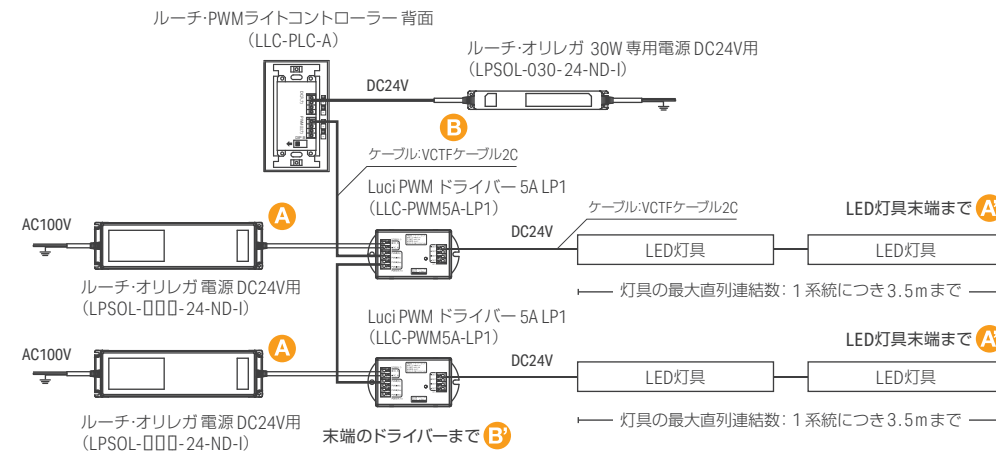 ルーチ・PWMライトコントローラー 背面
（LLC-PLC-A）
ルーチ・オリレガ 30W 専用電源 DC24V用
（LPSOL-030-24-ND-I）
DC24V
B
ケーブル:VCTFケーブル2C
Luci PWM ドライバー 5A LP1
（LLC-PWM5A-LP1）
ケーブル:VCTFケーブル2C
LED灯具末端まで A'
AC100V
A
DC24V
LED灯具
LED灯具
ルーチ・オリレガ 電源 DC24V用
（LPSOL-▯▯▯-24-ND-I）
灯具の最大直列連結数： 1 系統につき3.5mまで
Luci PWM ドライバー 5A LP1
（LLC-PWM5A-LP1）
LED灯具末端まで A'
AC100V
A
DC24V
LED灯具
LED灯具
ルーチ・オリレガ 電源 DC24V用
（LPSOL-▯▯▯-24-ND-I）
末端のドライバーまで B'
灯具の最大直列連結数： 1 系統につき3.5mまで